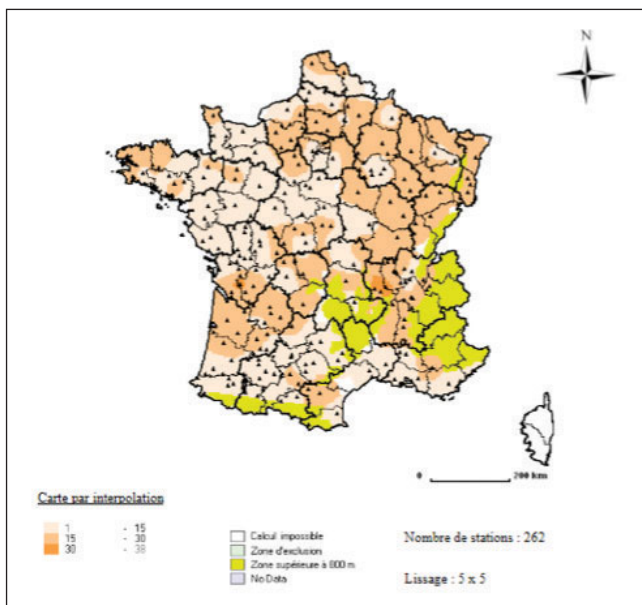 N
0 200 km
Carte par interpolation
1 - 15
15 - 30
30 - 38
Calcul impossible
Zone d'exclusion
Zone supérieure à 800 m
No Data
Nombre de stations : 262
Lissage : 5 x 5